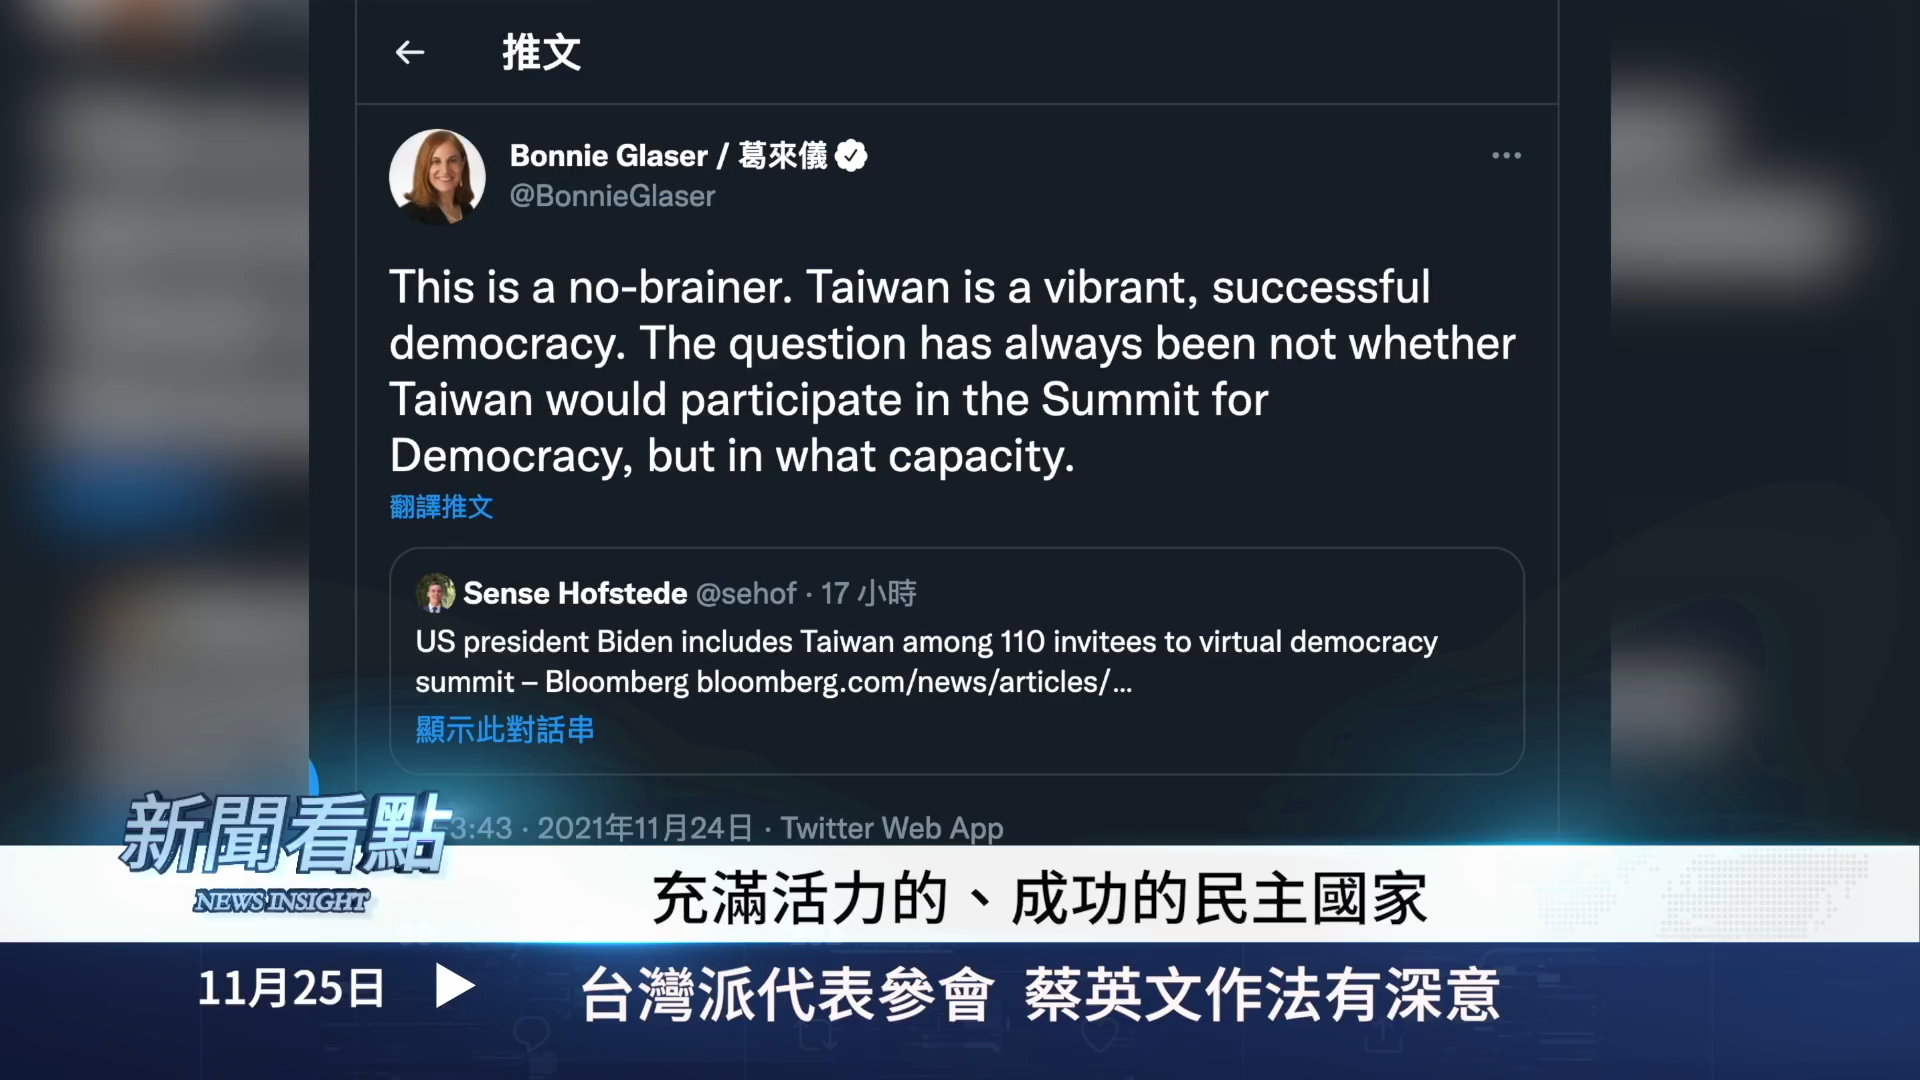 推文
Bonnie Glaser / 葛來儀
@BonnieGlaser
This is a no-brainer. Taiwan is a vibrant, successful
democracy. The question has always been not whether
Taiwan would participate in the Summit for
Democracy, but in what capacity.
翻譯推文
Sense Hofstede @sehof · 17 小時
US president Biden includes Taiwan among 110 invitees to virtual democracy
summit – Bloomberg bloomberg.com/news/articles/...
顯示此對話串
3:43 · 2021年11月24日 · Twitter Web App
新聞看點
NEWS INSIGHT
充滿活力的、成功的民主國家
11月25日
台灣派代表參會 蔡英文作法有深意